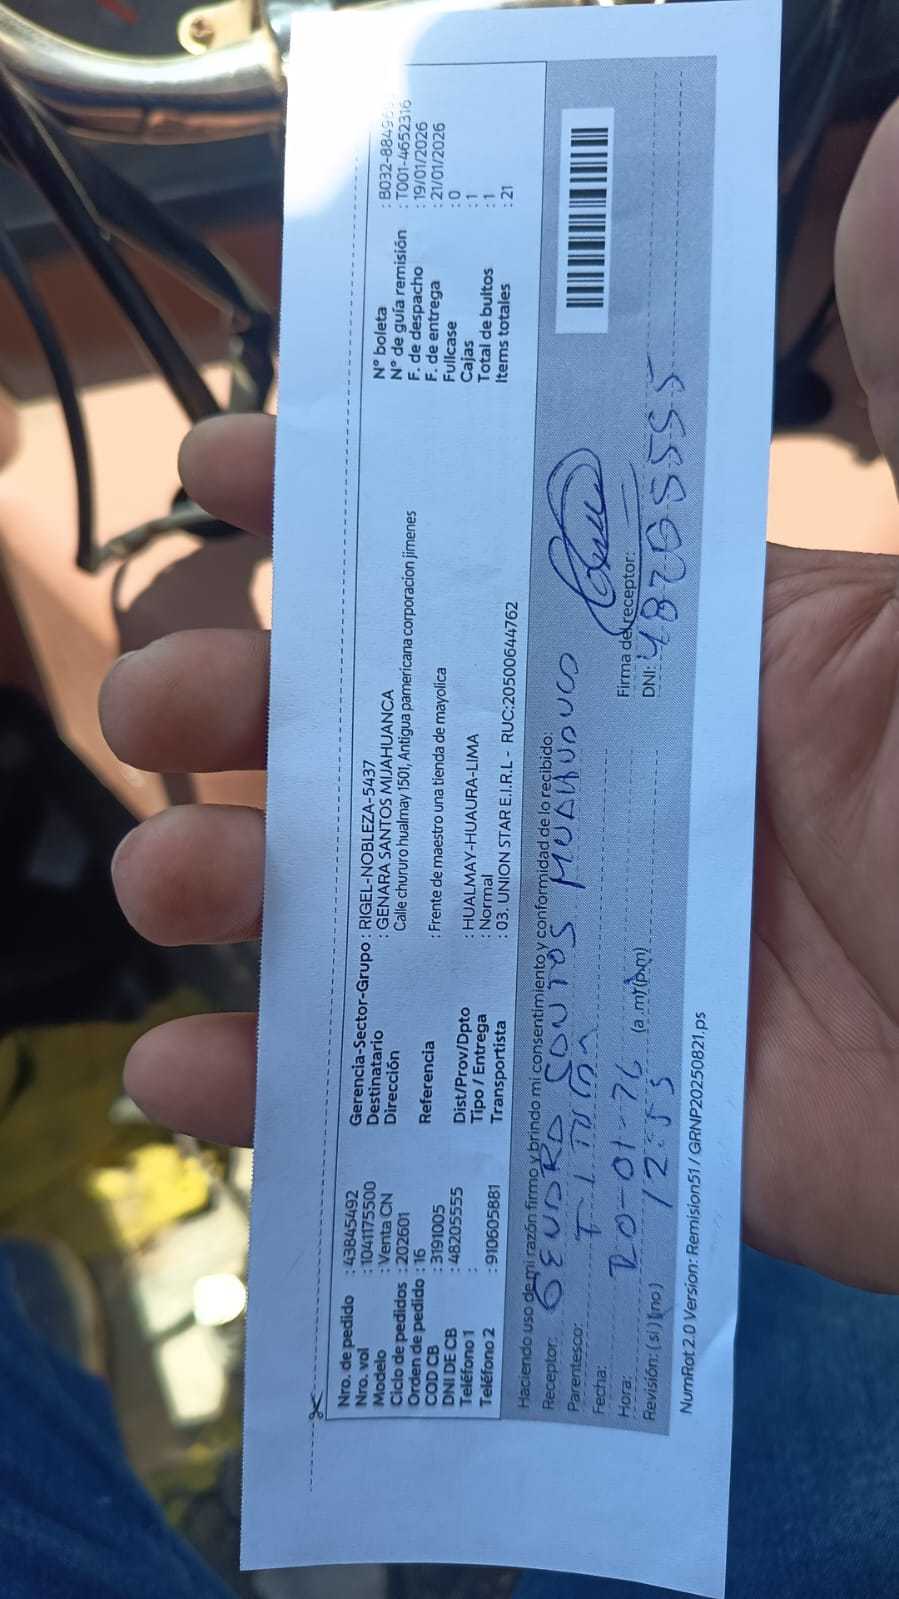 Nro. de pedido : 43845492
Nro. vol : 1041175500
Modelo : Venta CN
Ciclo de pedidos : 202601
Orden de pedido : 16
COD CB : 3191005
DNI DE CB : 48205555
Teléfono 1 :
Teléfono 2 : 910605881
Gerencia-Sector-Grupo : RIGEL-NOBLEZA-5437
Destinatario : GENARA SANTOS MIJAHUANCA
Dirección : Calle chururo hualmay 1501, Antigua pamericana corporacion jimenes
Referencia : Frente de maestro una tienda de mayolica
Dist/Prov/Dpto : HUALMAY-HUAURA-LIMA
Tipo / Entrega : Normal
Transportista : 03. UNION STAR E.I.R.L - RUC:20500644762
N° boleta : B032-8849
N° de guía remisión : T001-4652316
F. de despacho : 19/01/2026
F. de entrega : 21/01/2026
Fullcase : 0
Cajas : 1
Total de bultos : 1
Items totales : 21
Haciendo uso de mi razón firmo y brindo mi consentimiento y conformidad de lo recibido:
Receptor: SANTOS
Parentesco:
Fecha: 20-01-26
Hora: 12:55 (a.m) (p.m)
Revisión: (si) (no)
Firma del receptor:
DNI: 48205555
NumRot 2.0 Version: Remision51 / GRNP20250821.ps